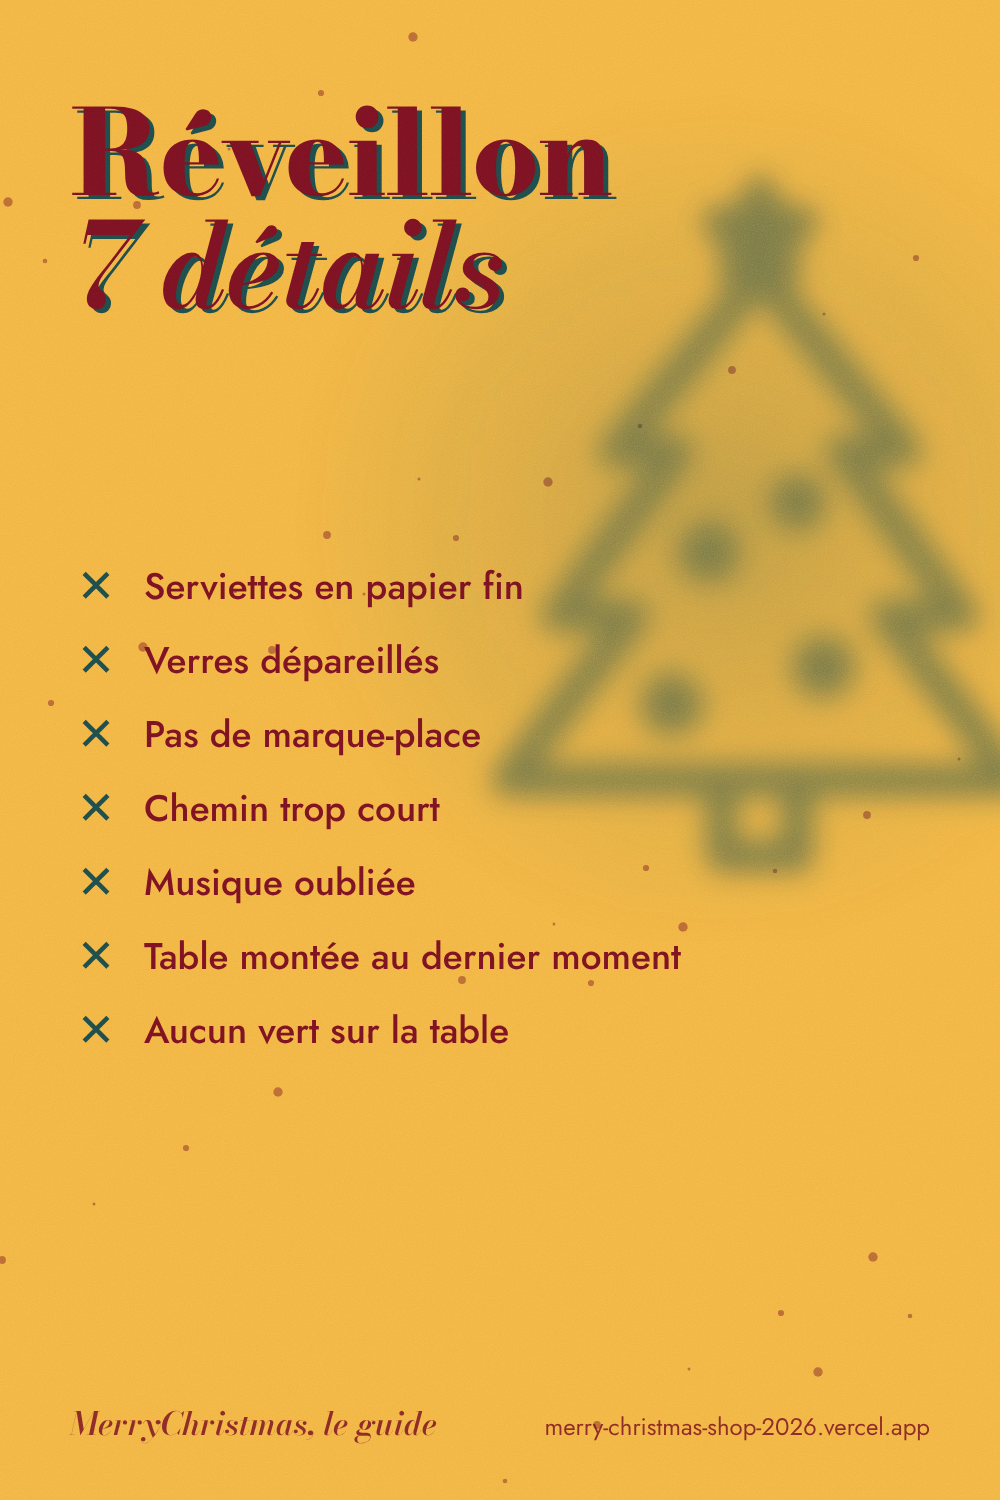 Réveillon
7 détails
✕ Serviettes en papier fin
✕ Verres dépareillés
✕ Pas de marque-place
✕ Chemin trop court
✕ Musique oubliée
✕ Table montée au dernier moment
✕ Aucun vert sur la table
MerryChristmas, le guide
merry-christmas-shop-2026.vercel.app